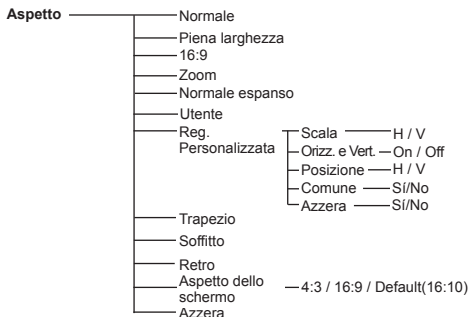 Aspetto
Normale
Piena larghezza
16:9
Zoom
Normale espanso
Utente
Reg.
Personalizzata
Scala H / V
Orizz. e Vert. On / Off
Posizione H / V
Comune Sí/No
Azzera Sí/No
Trapezio
Soffitto
Retro
Aspetto dello
schermo
4:3 / 16:9 / Default(16:10)
Azzera